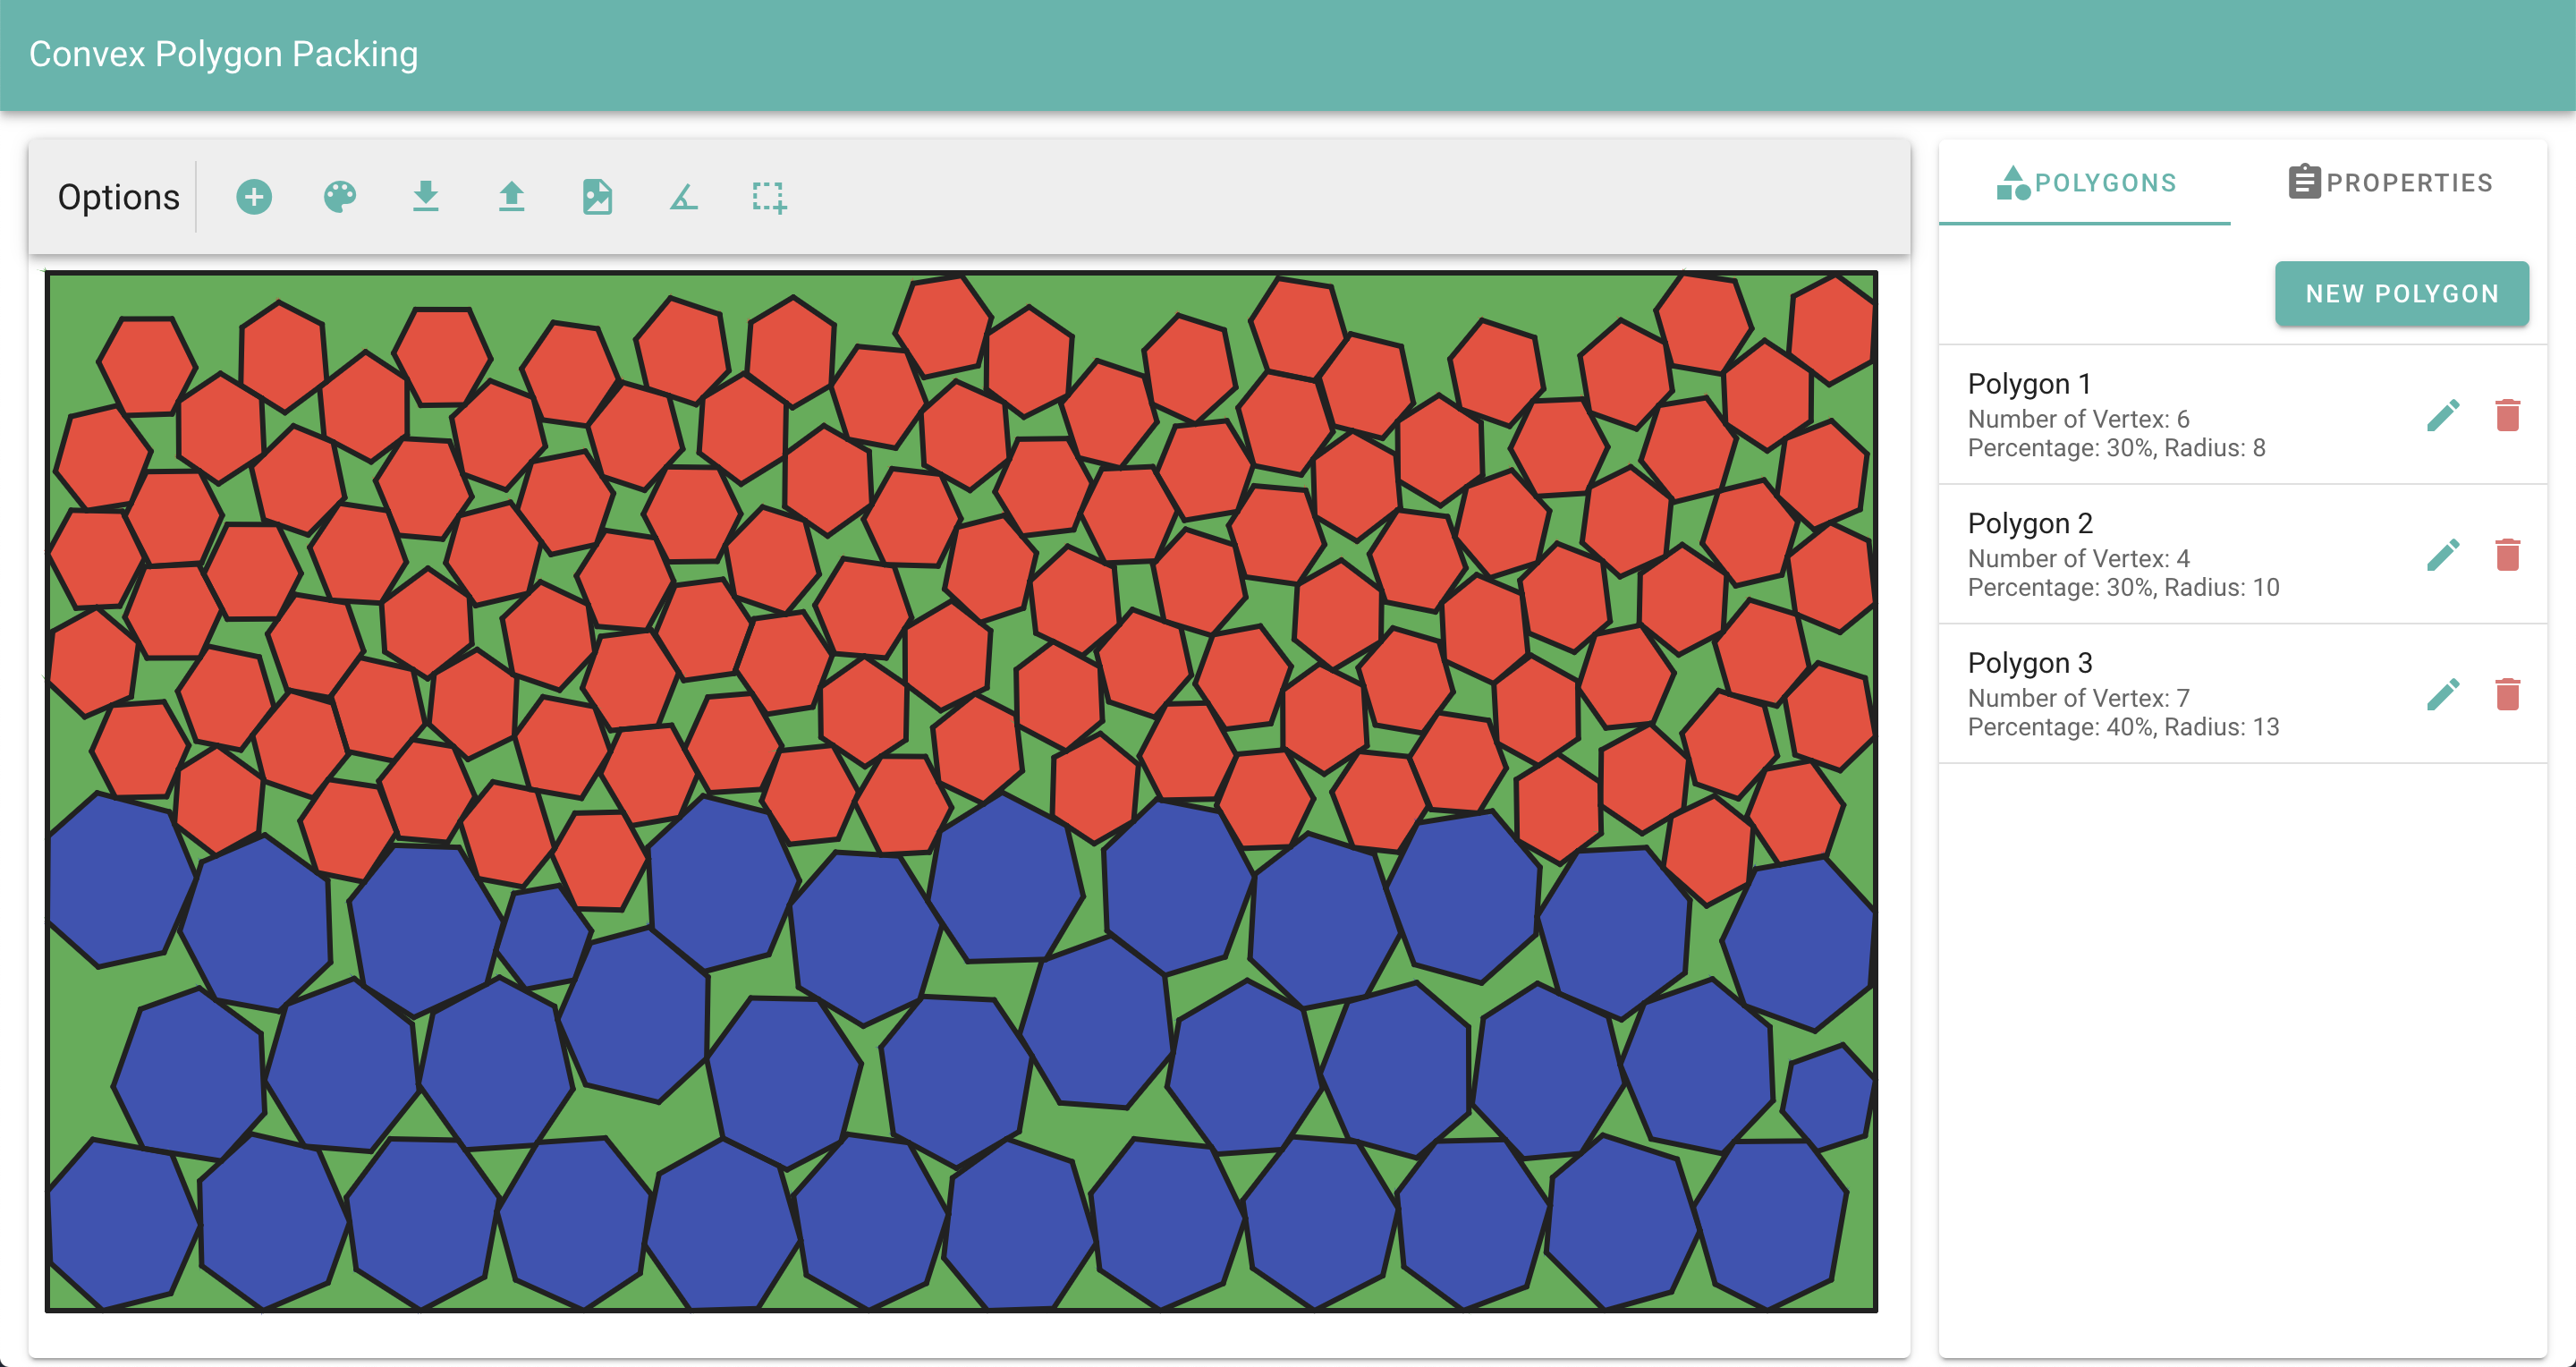 Convex Polygon Packing
Options
POLYGONS
PROPERTIES
NEW POLYGON
Polygon 1
Number of Vertex: 6
Percentage: 30%, Radius: 8
Polygon 2
Number of Vertex: 4
Percentage: 30%, Radius: 10
Polygon 3
Number of Vertex: 7
Percentage: 40%, Radius: 13